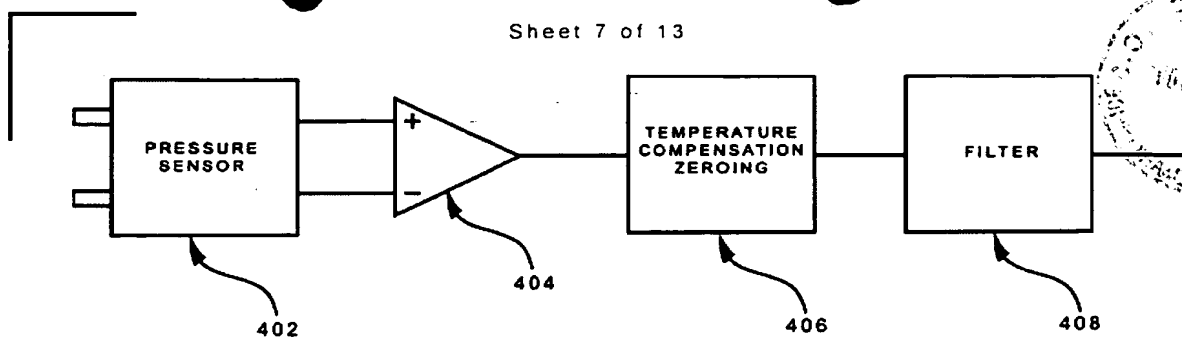 Sheet 7 of 13
PRESSURE
SENSOR
+
−
TEMPERATURE
COMPENSATION
ZEROING
FILTER
402
404
406
408